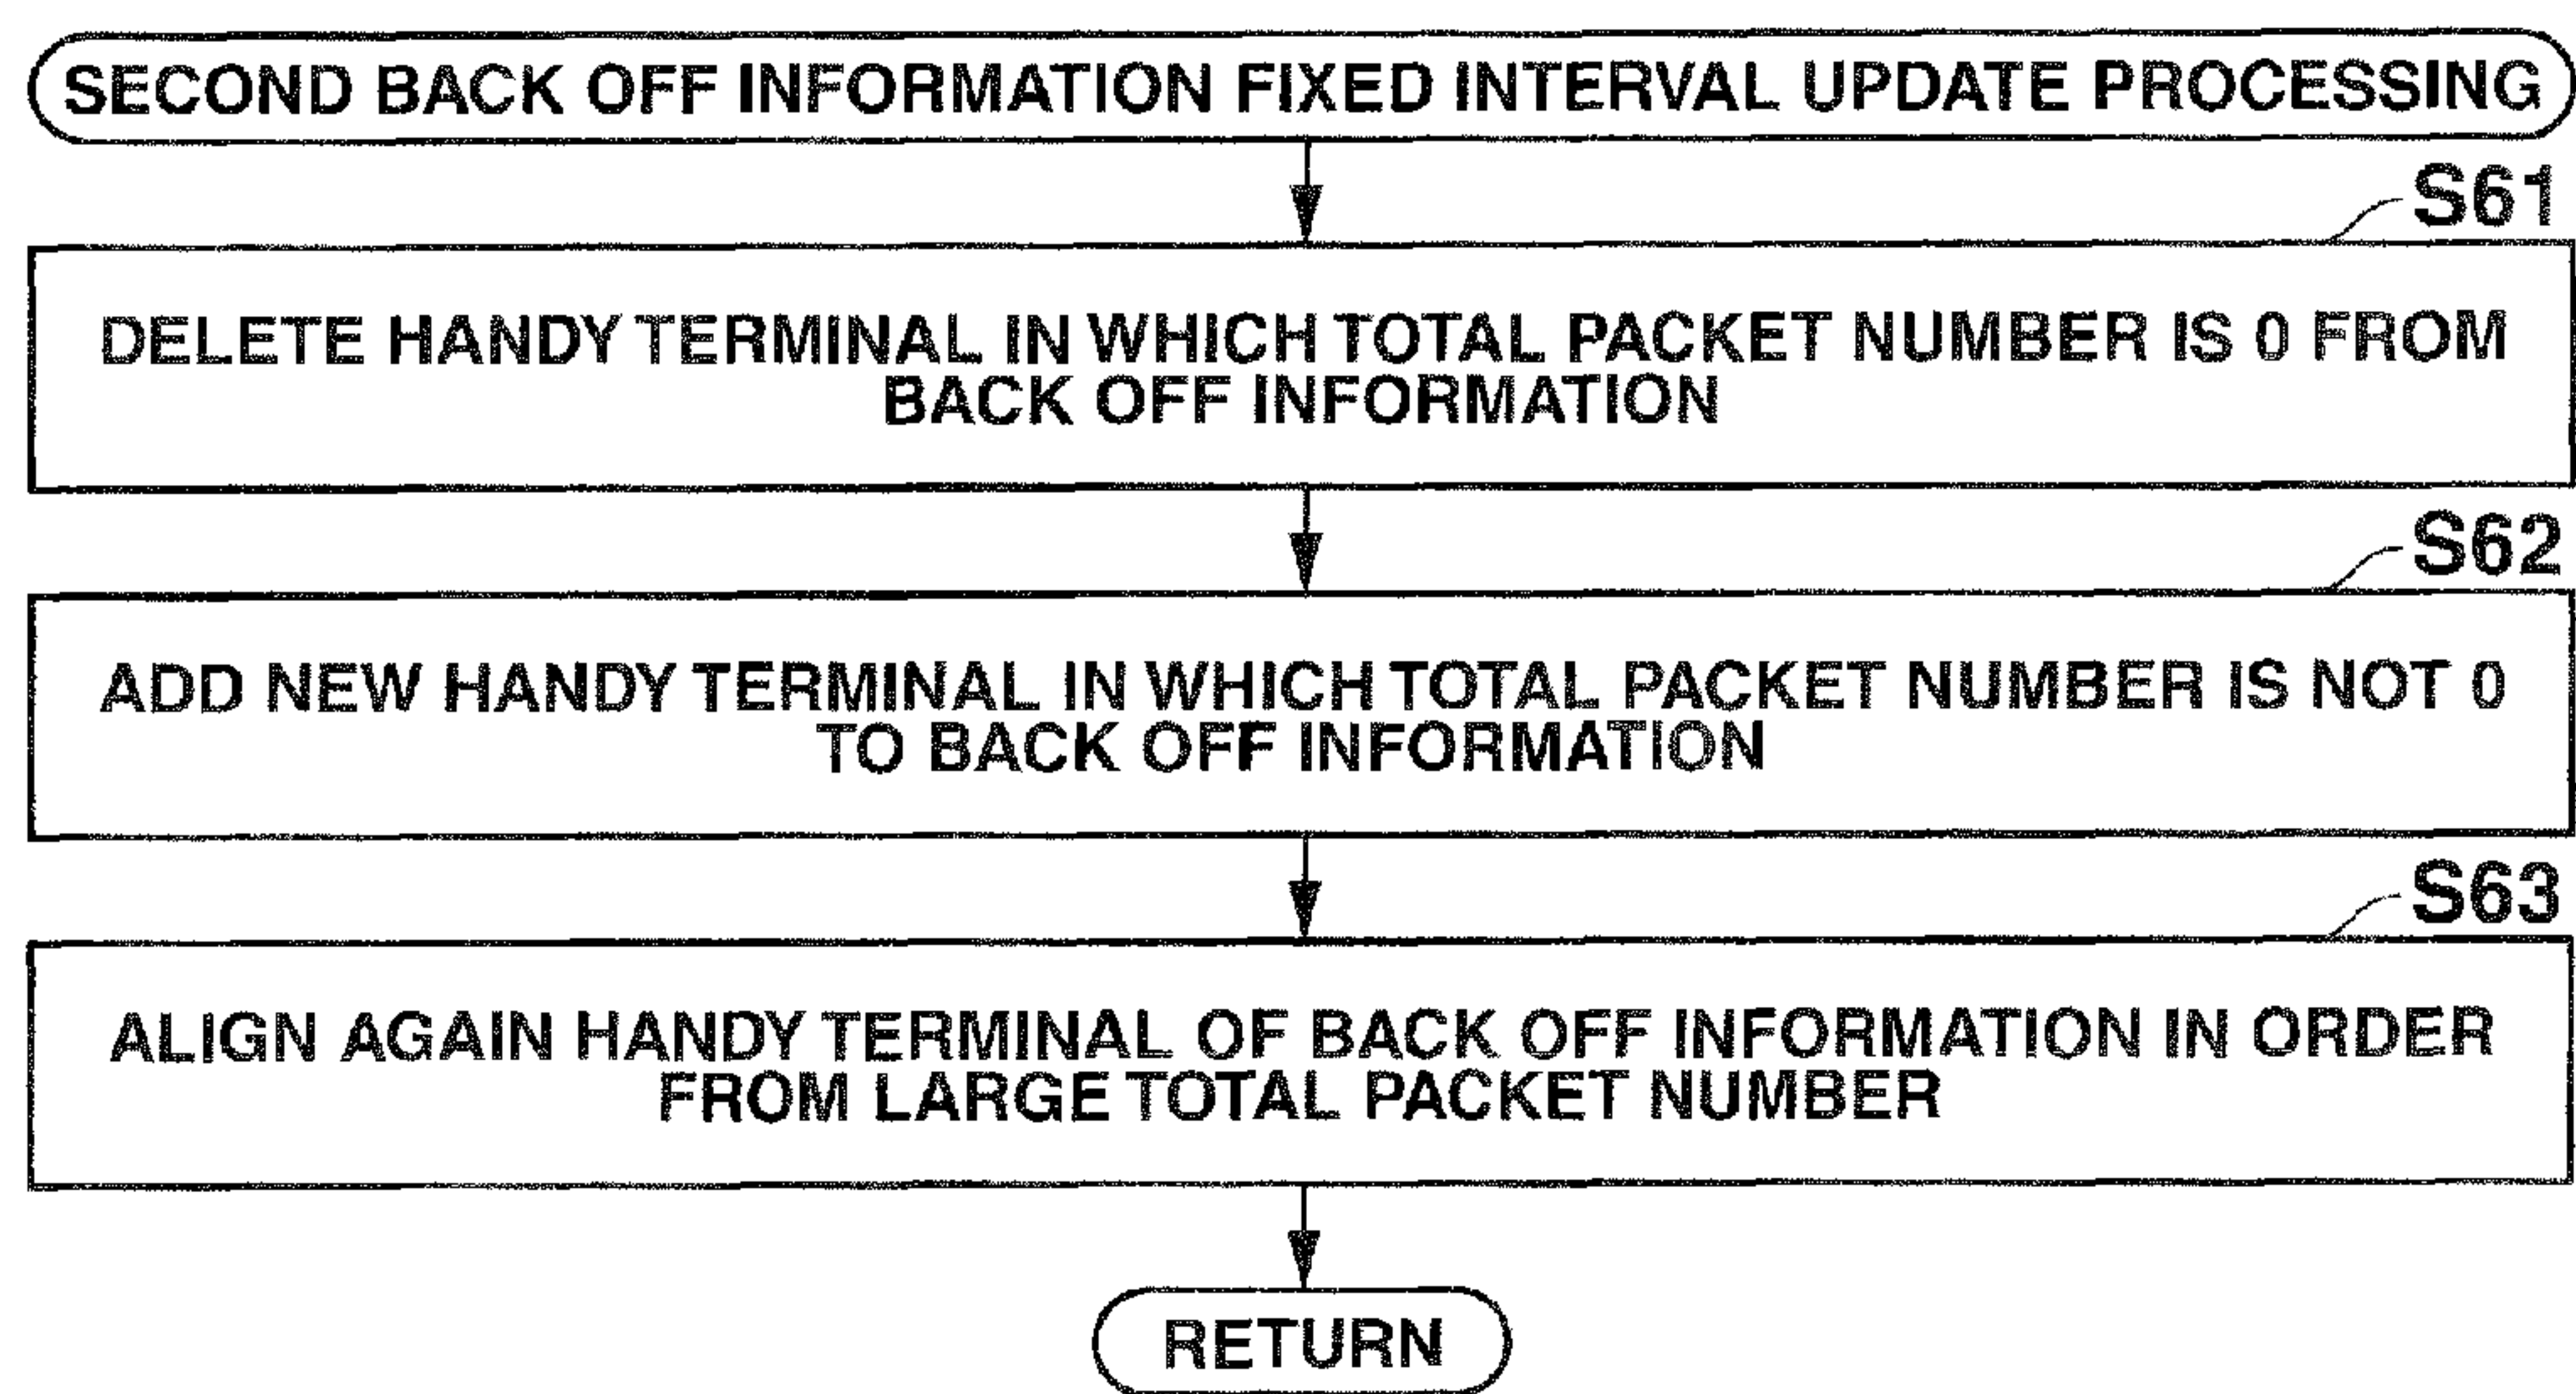 SECOND BACK OFF INFORMATION FIXED INTERVAL UPDATE PROCESSING
S61
DELETE HANDY TERMINAL IN WHICH TOTAL PACKET NUMBER IS 0 FROM
BACK OFF INFORMATION
S62
ADD NEW HANDY TERMINAL IN WHICH TOTAL PACKET NUMBER IS NOT 0
TO BACK OFF INFORMATION
S63
ALIGN AGAIN HANDY TERMINAL OF BACK OFF INFORMATION IN ORDER
FROM LARGE TOTAL PACKET NUMBER
RETURN